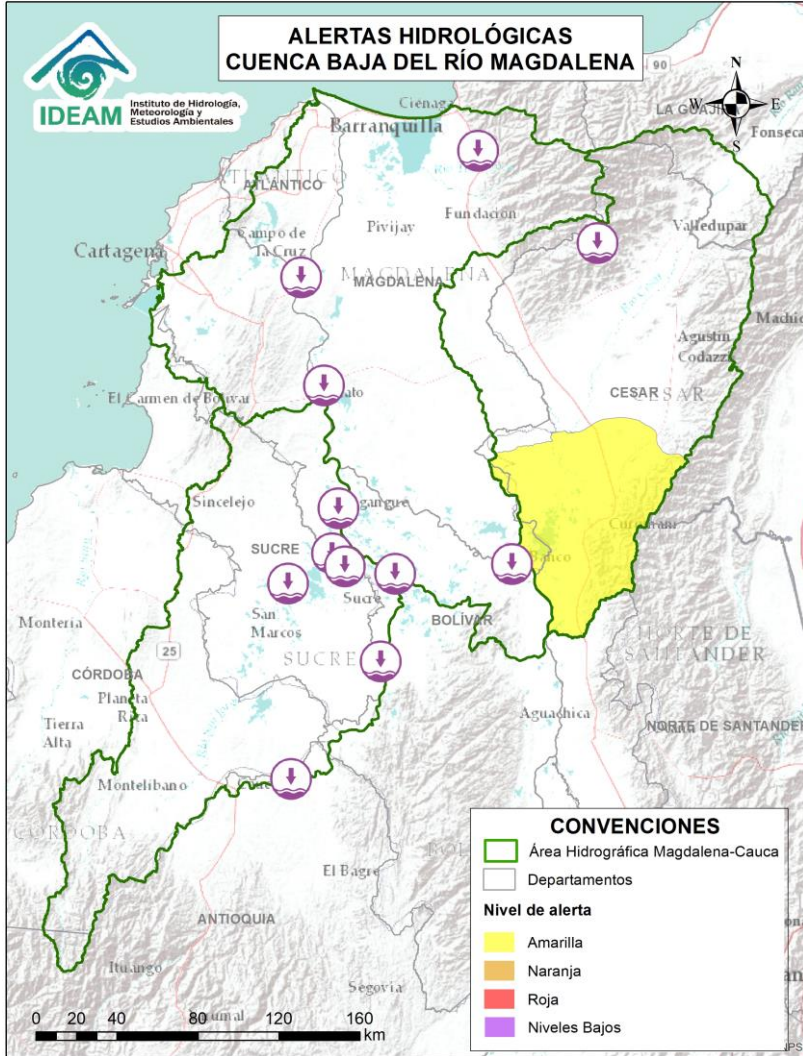 ALERTAS HIDROLÓGICAS
CUENCA BAJA DEL RÍO MAGDALENA
IDEAM
Instituto de Hidrología,
Meteorología y
Estudios Ambientales
N
W
E
S
90
LA GUAJIRA
Fonseca
Ciénaga
Barranquilla
ATLÁNTICO
ATLÁNTICO
Fundación
Valledupar
Pivijay
Campo de
la Cruz
Cartagena
MAGDALENA
MAGDALENA
Agustín
Codazzi
El Carmen de Bolívar
CESAR
CESAR
Sincelejo
SUCRE
Banco
Sucre
San
Marcos
BOLÍVAR
Montería
25
SUCRE
NORTE DE
SANTANDER
CÓRDOBA
Planeta
Rica
Tierra
Alta
Aguachica
NORTE DE SANTANDER
Montelíbano
CÓRDOBA
El Bagre
ANTIOQUIA
Ituango
Segovia
0 40 80 120 160
km
CONVENCIONES
Área Hidrográfica Magdalena-Cauca
Departamentos
Nivel de alerta
Amarilla
Naranja
Roja
Niveles Bajos